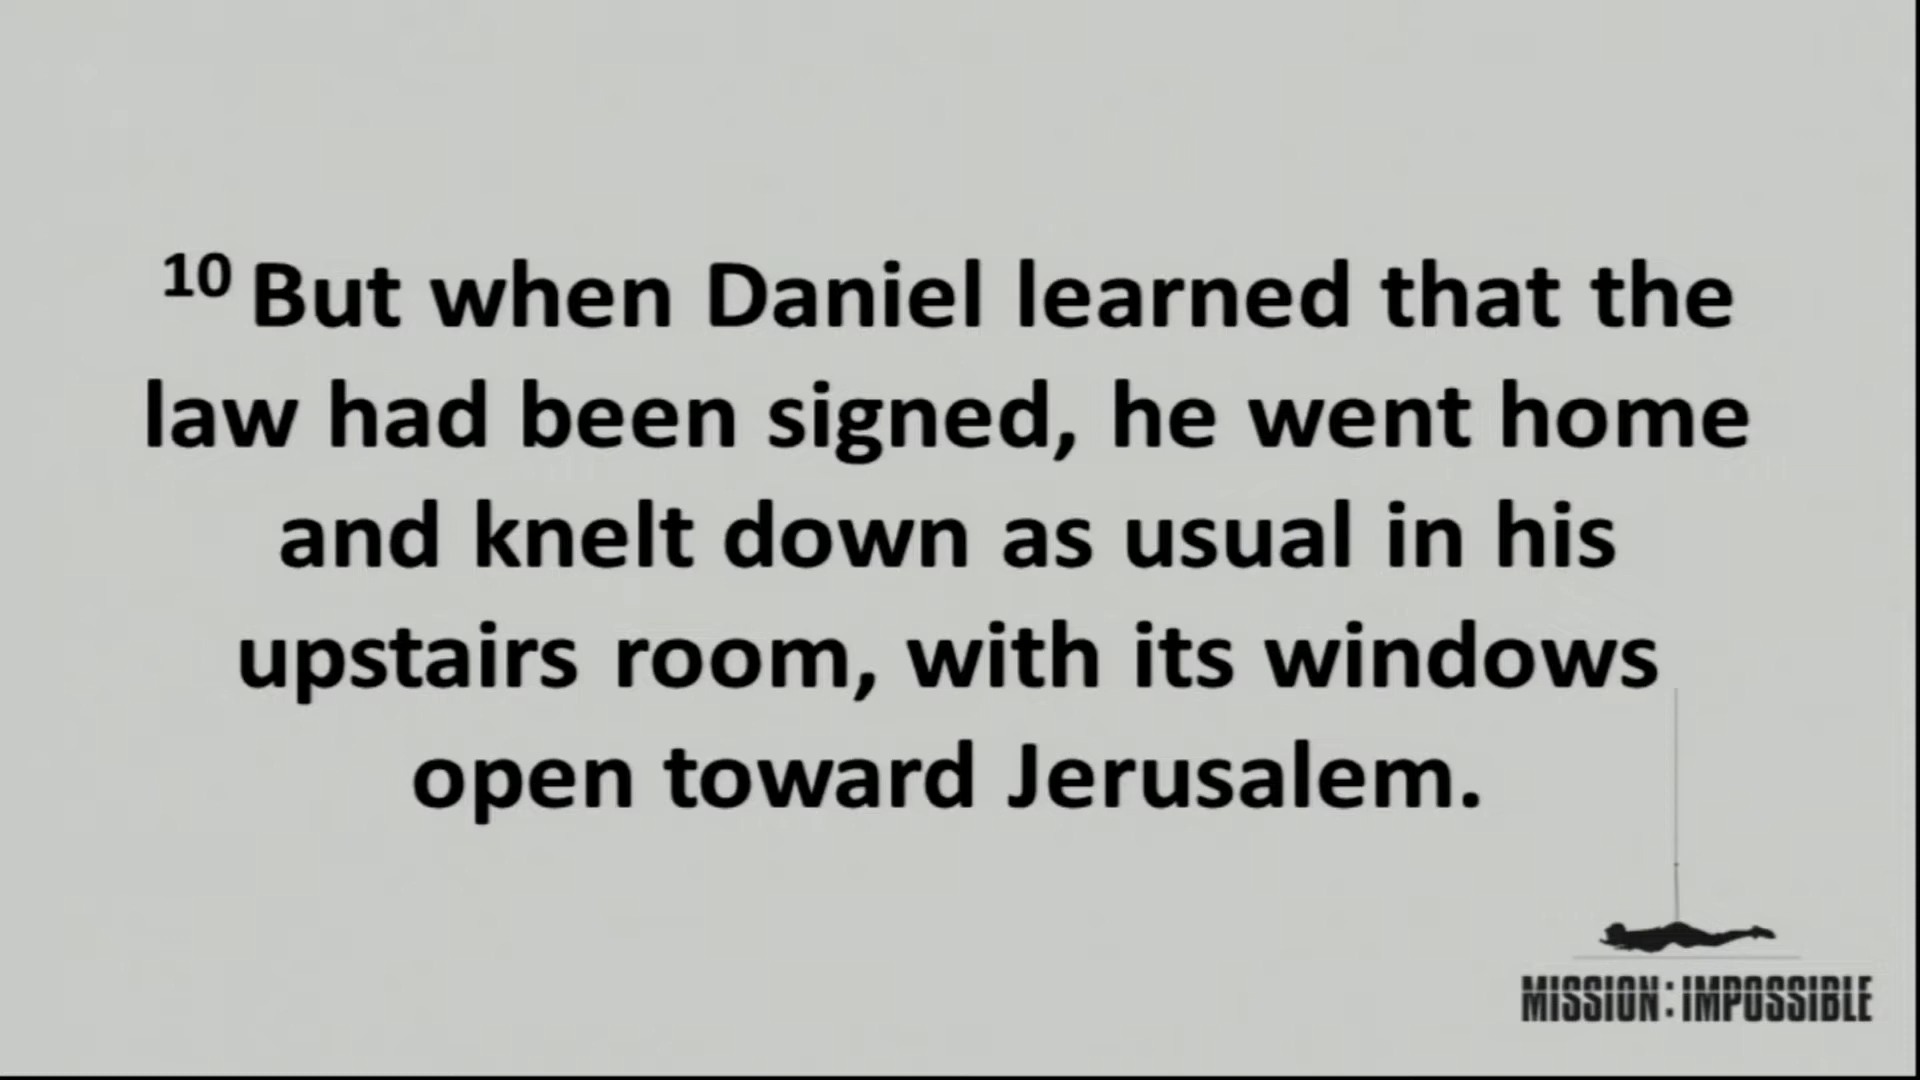 10 But when Daniel learned that the
law had been signed, he went home
and knelt down as usual in his
upstairs room, with its windows
open toward Jerusalem.
MISSION: IMPOSSIBLE